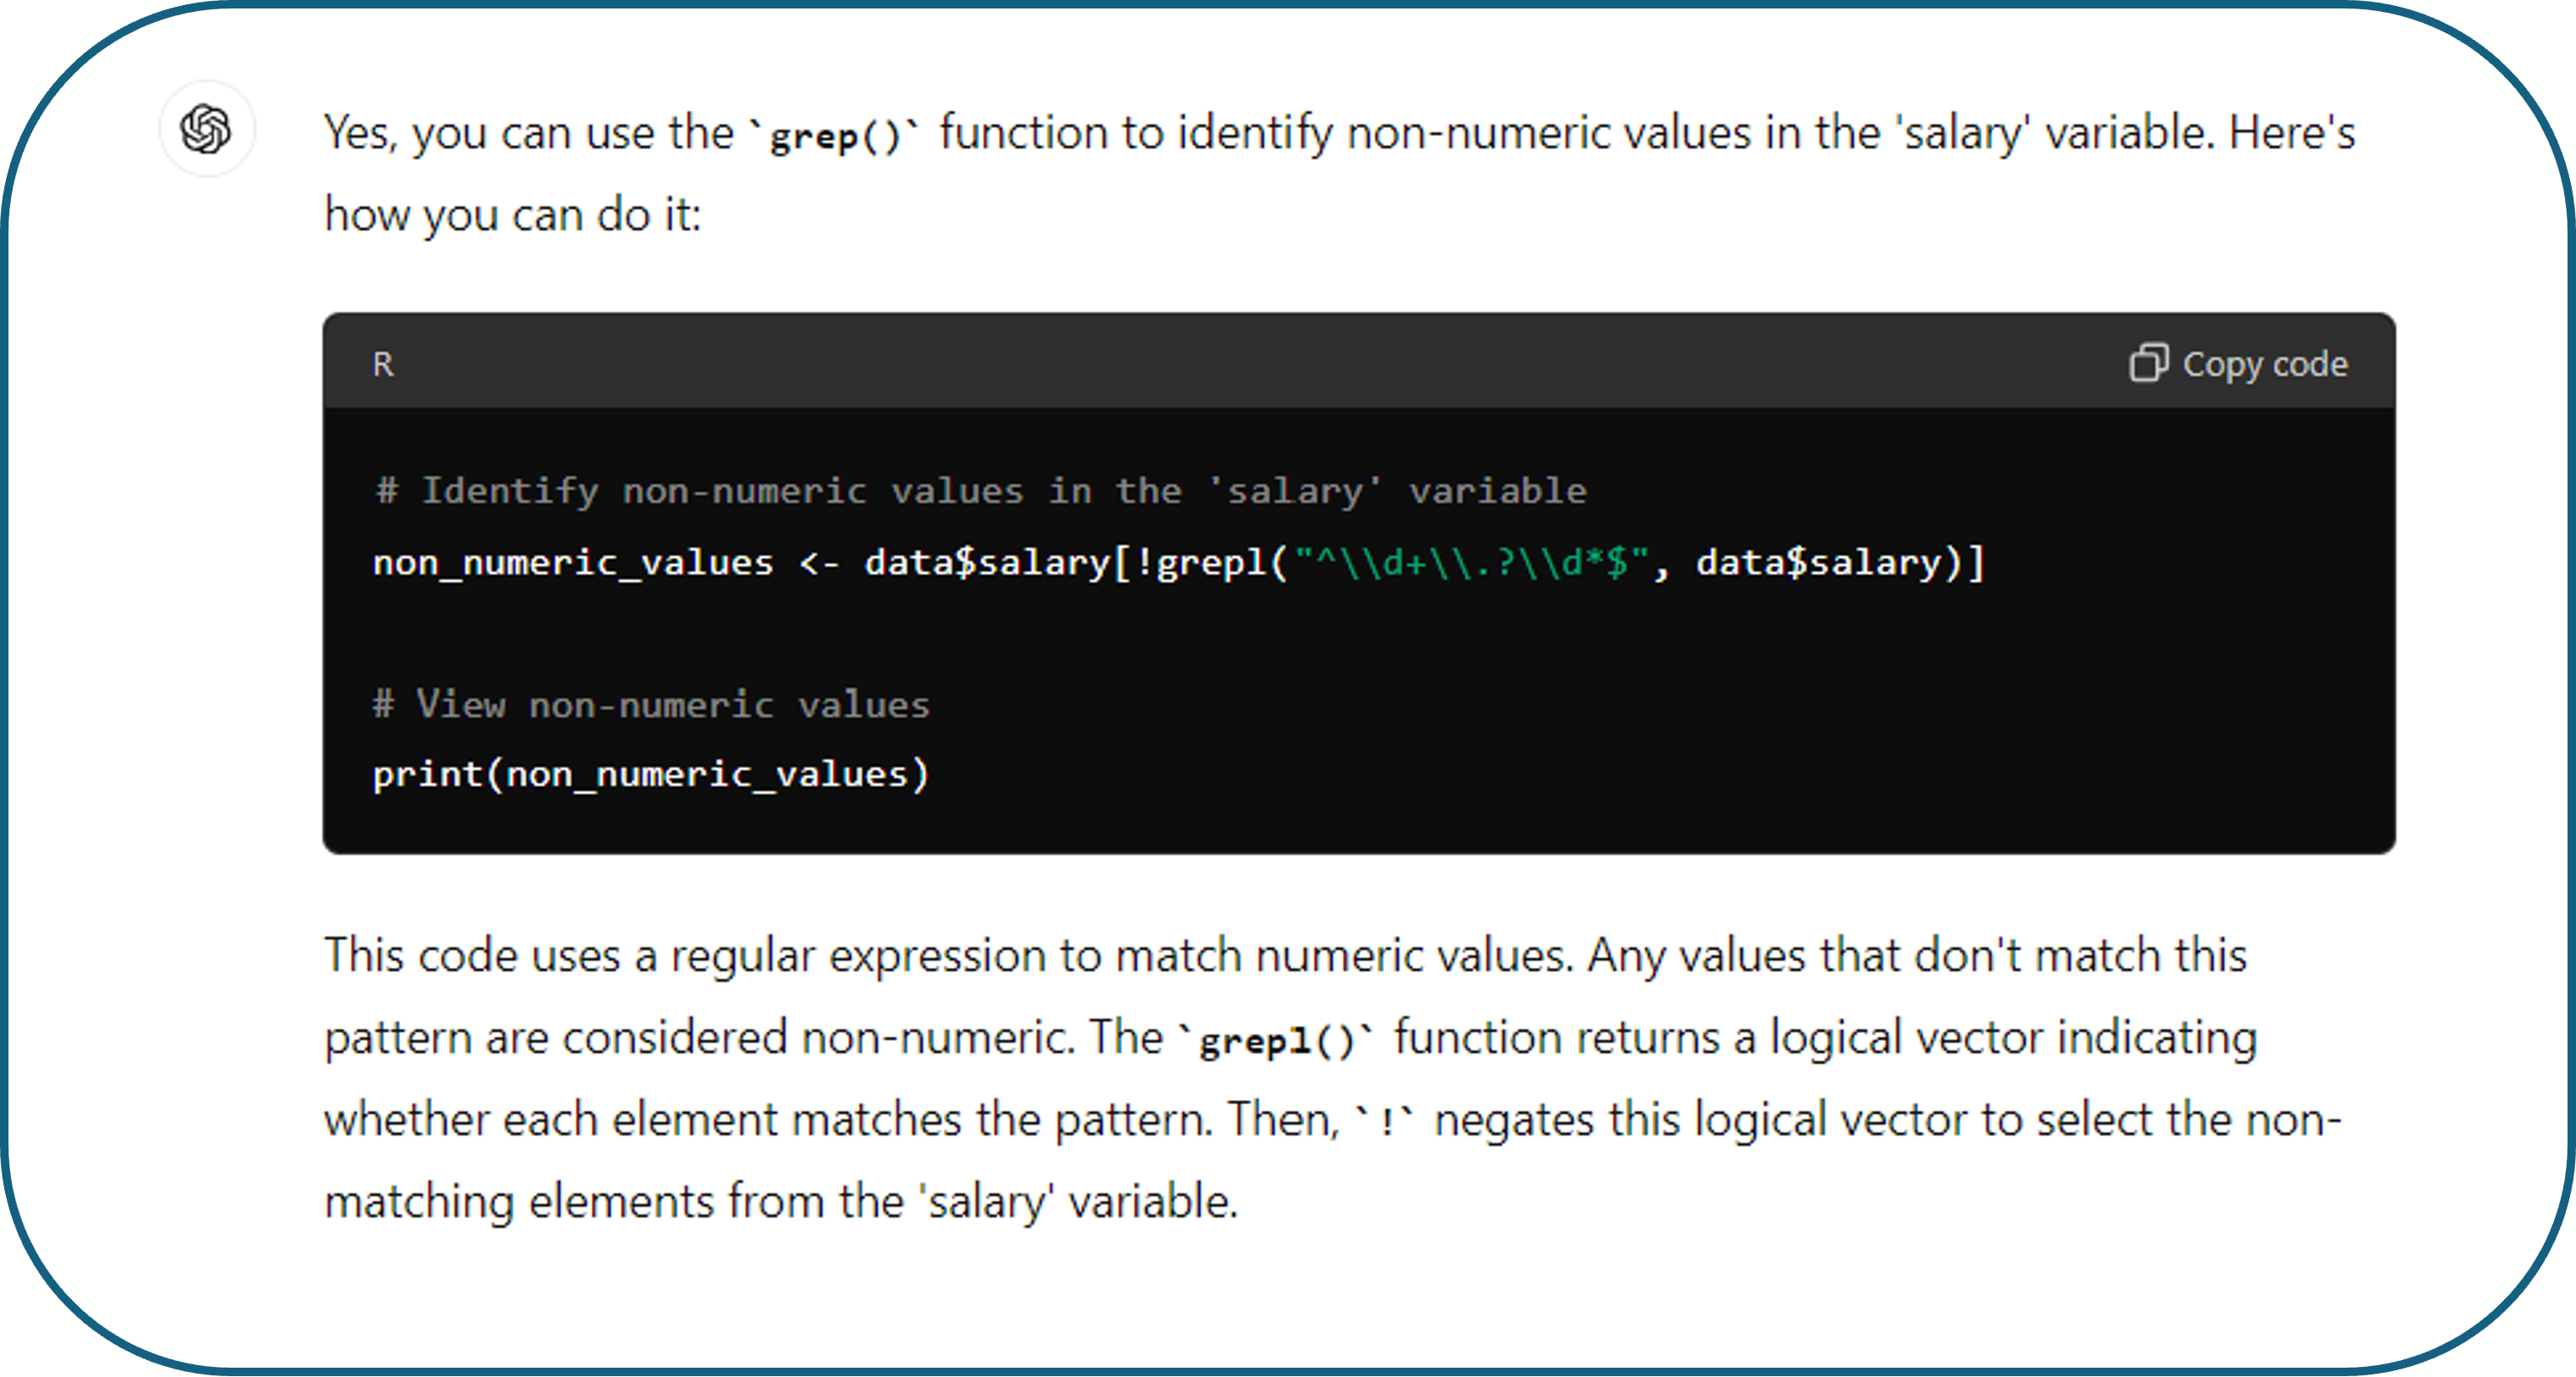 Yes, you can use the `grep()` function to identify non-numeric values in the 'salary' variable. Here's
how you can do it:
R
Copy code
# Identify non-numeric values in the 'salary' variable
non_numeric_values <- data$salary[!grepl("^\\d+\\.?\\d*$", data$salary)]
# View non-numeric values
print(non_numeric_values)
This code uses a regular expression to match numeric values. Any values that don't match this
pattern are considered non-numeric. The `grepl()` function returns a logical vector indicating
whether each element matches the pattern. Then, `!` negates this logical vector to select the non-
matching elements from the 'salary' variable.